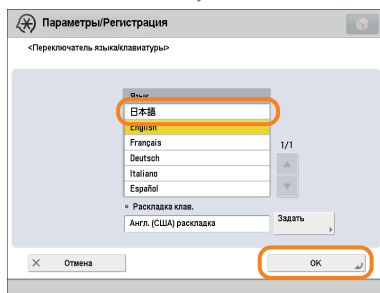 Параметры/Регистрация
<Переключатель языка/клавиатуры>
Язык
日本語
English
Français
1/1
Deutsch
Italiano
Español
Раскладка клав.
Англ. (США) раскладка
Задать
Отмена
OK